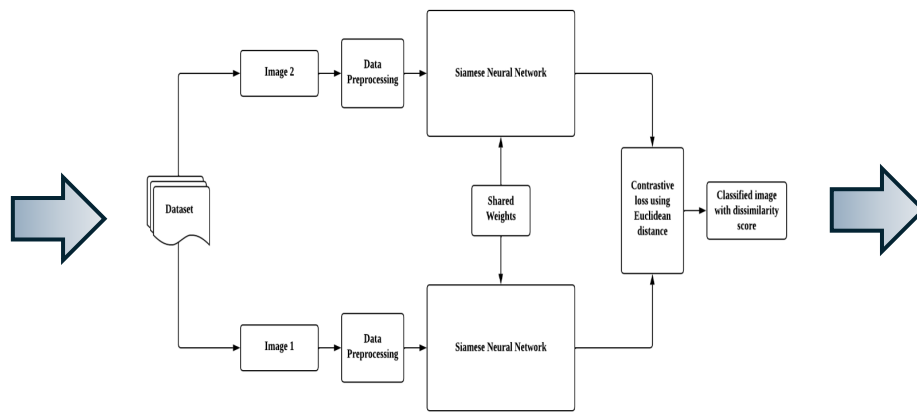 Image 2
Data
Preprocessing
Siamese Neural Network
Dataset
Shared
Weights
Contrastive
loss using
Euclidean
distance
Classified image
with dissimilarity
score
Image 1
Data
Preprocessing
Siamese Neural Network